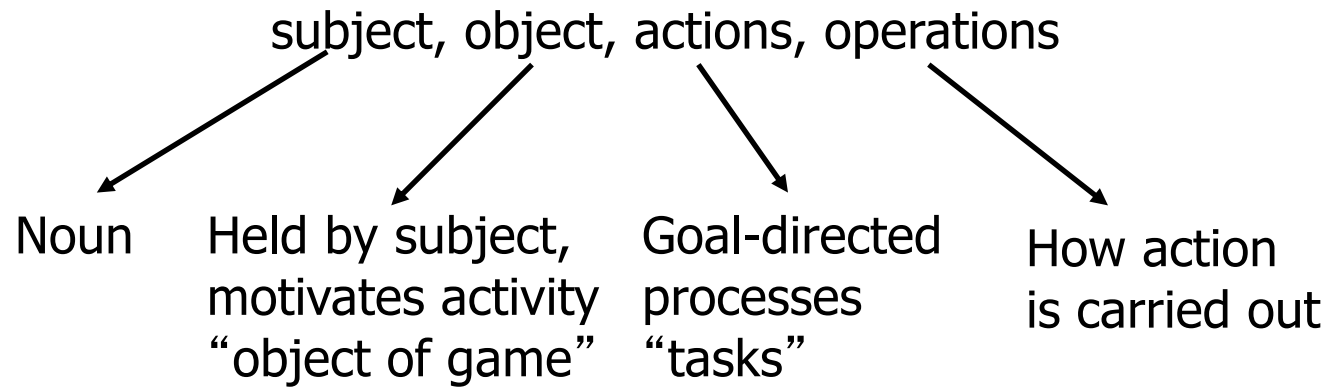 subject, object, actions, operations
Noun
Held by subject,
motivates activity
“object of game”
Goal-directed
processes
“tasks”
How action
is carried out